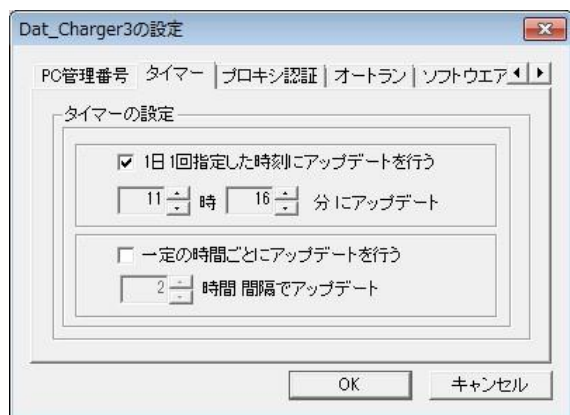 Dat_Charger3の設定
PC管理番号 タイマー プロキシ認証 オートラン ソフトウエア
タイマーの設定
1日1回指定した時刻にアップデートを行う
11 時 16 分 にアップデート
一定の時間ごとにアップデートを行う
2 時間 間隔でアップデート
OK キャンセル